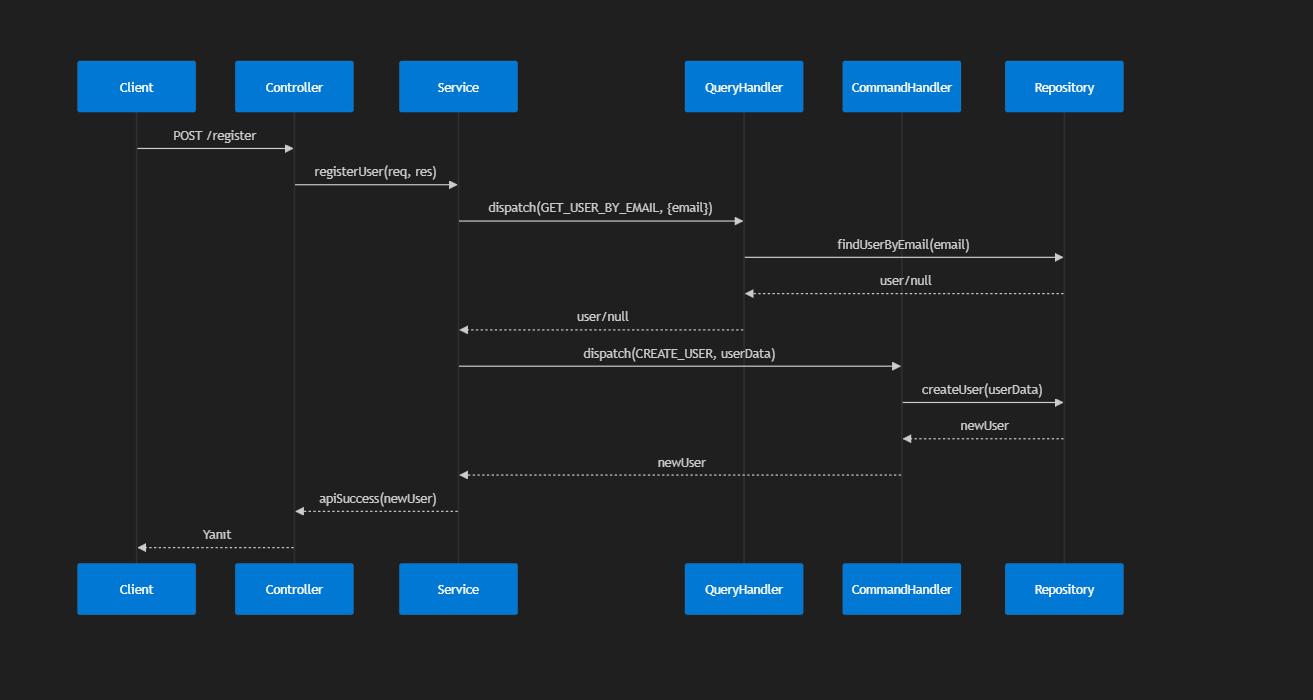 Client
Controller
Service
QueryHandler
CommandHandler
Repository
POST /register
registerUser(req, res)
dispatch(GET_USER_BY_EMAIL, {email})
findUserByEmail(email)
user/null
user/null
dispatch(CREATE_USER, userData)
createUser(userData)
newUser
newUser
apiSuccess(newUser)
Yanıt
Client
Controller
Service
QueryHandler
CommandHandler
Repository